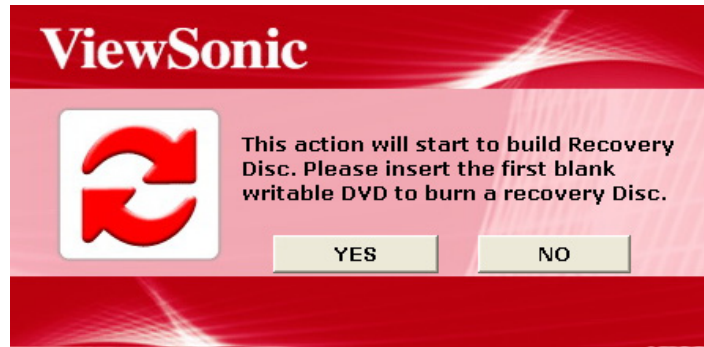 ViewSonic
This action will start to build Recovery
Disc. Please insert the first blank
writable DVD to burn a recovery Disc.
YES
NO